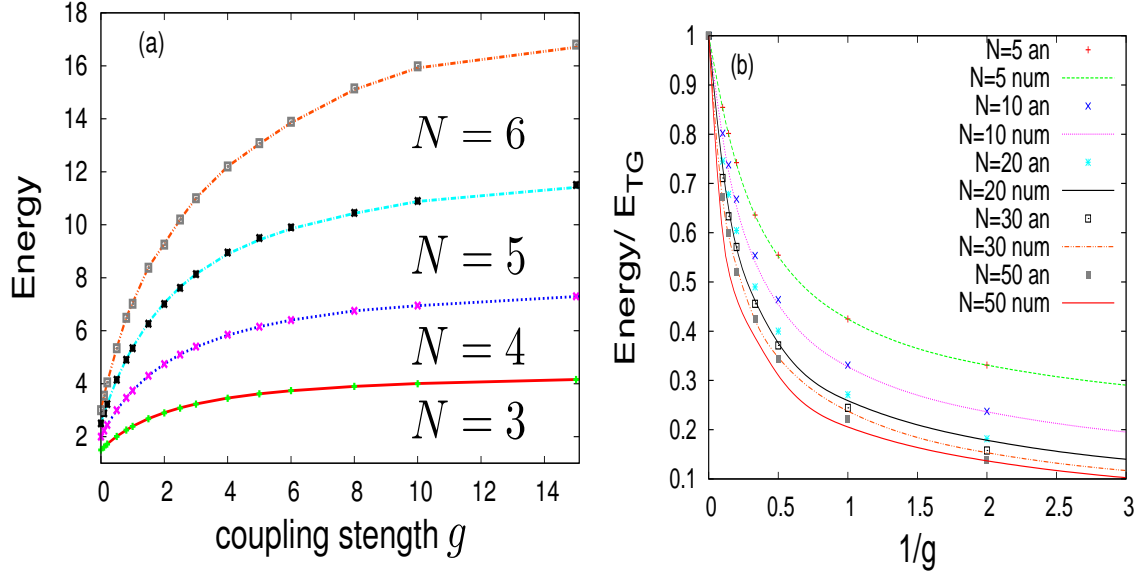 (a)
Energy
18
16
14
12
10
8
6
4
2
N = 6
N = 5
N = 4
N = 3
0 2 4 6 8 10 12 14
coupling stength g
(b)
Energy/ E_TG
1
0.9
0.8
0.7
0.6
0.5
0.4
0.3
0.2
0.1
N=5 an
N=5 num
N=10 an
N=10 num
N=20 an
N=20 num
N=30 an
N=30 num
N=50 an
N=50 num
0 0.5 1 1.5 2 2.5 3
1/g